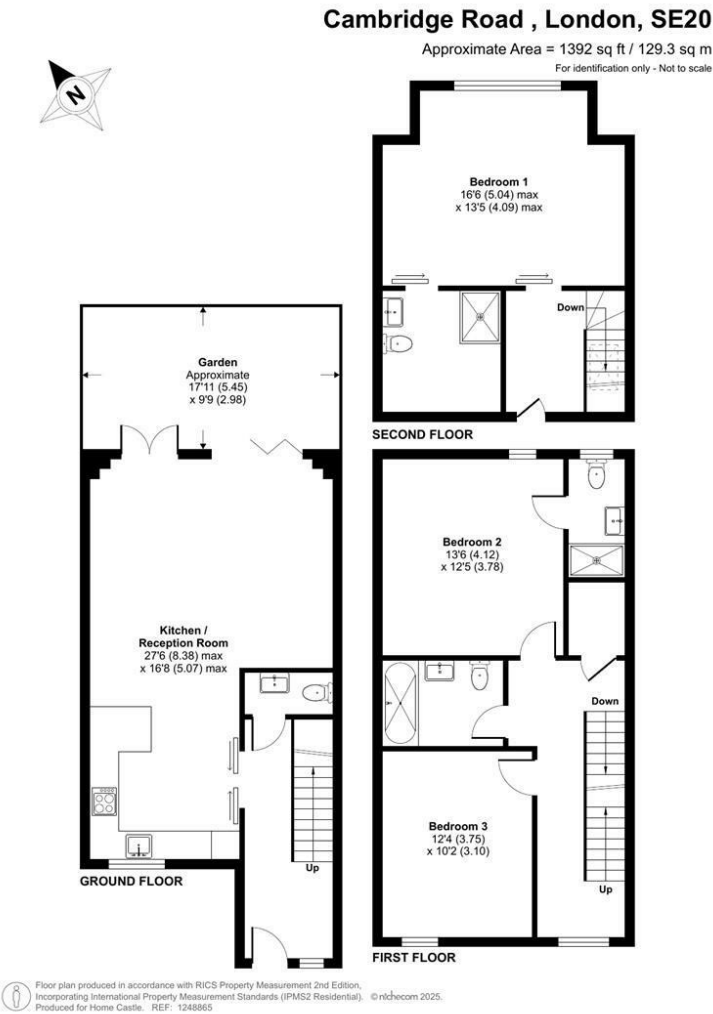 Cambridge Road , London, SE20
Approximate Area = 1392 sq ft / 129.3 sq m
For identification only - Not to scale
N
Bedroom 1
16'6 (5.04) max
x 13'5 (4.09) max
Down
SECOND FLOOR
Garden
Approximate
17'11 (5.45)
x 9'9 (2.98)
Kitchen /
Reception Room
27'6 (8.38) max
x 16'8 (5.07) max
Up
GROUND FLOOR
Bedroom 2
13'6 (4.12)
x 12'5 (3.78)
Down
Bedroom 3
12'4 (3.75)
x 10'2 (3.10)
Up
FIRST FLOOR
Floor plan produced in accordance with RICS Property Measurement 2nd Edition,
Incorporating International Property Measurement Standards (IPMS2 Residential). © nichecom 2025.
Produced for Home Castle. REF: 1248865